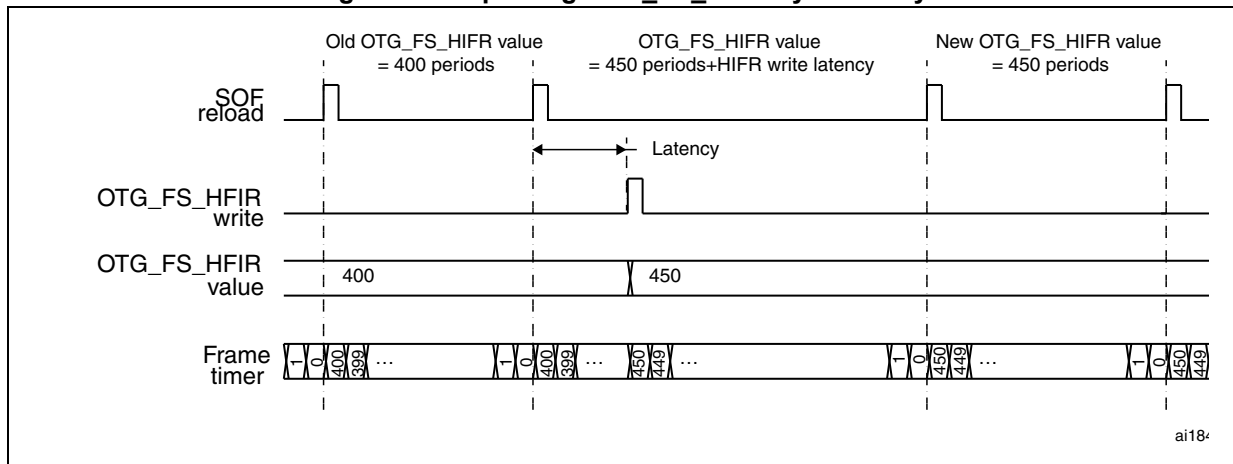 Old OTG_FS_HIFR value
= 400 periods
OTG_FS_HIFR value
= 450 periods+HIFR write latency
New OTG_FS_HIFR value
= 450 periods
SOF
reload
Latency
OTG_FS_HFIR
write
OTG_FS_HFIR
value
400
450
Frame
timer
1 0 400 399 ... 1 0 400 399 ... 450 449 ... 1 0 450 449 ... 1 0 450 449
ai184